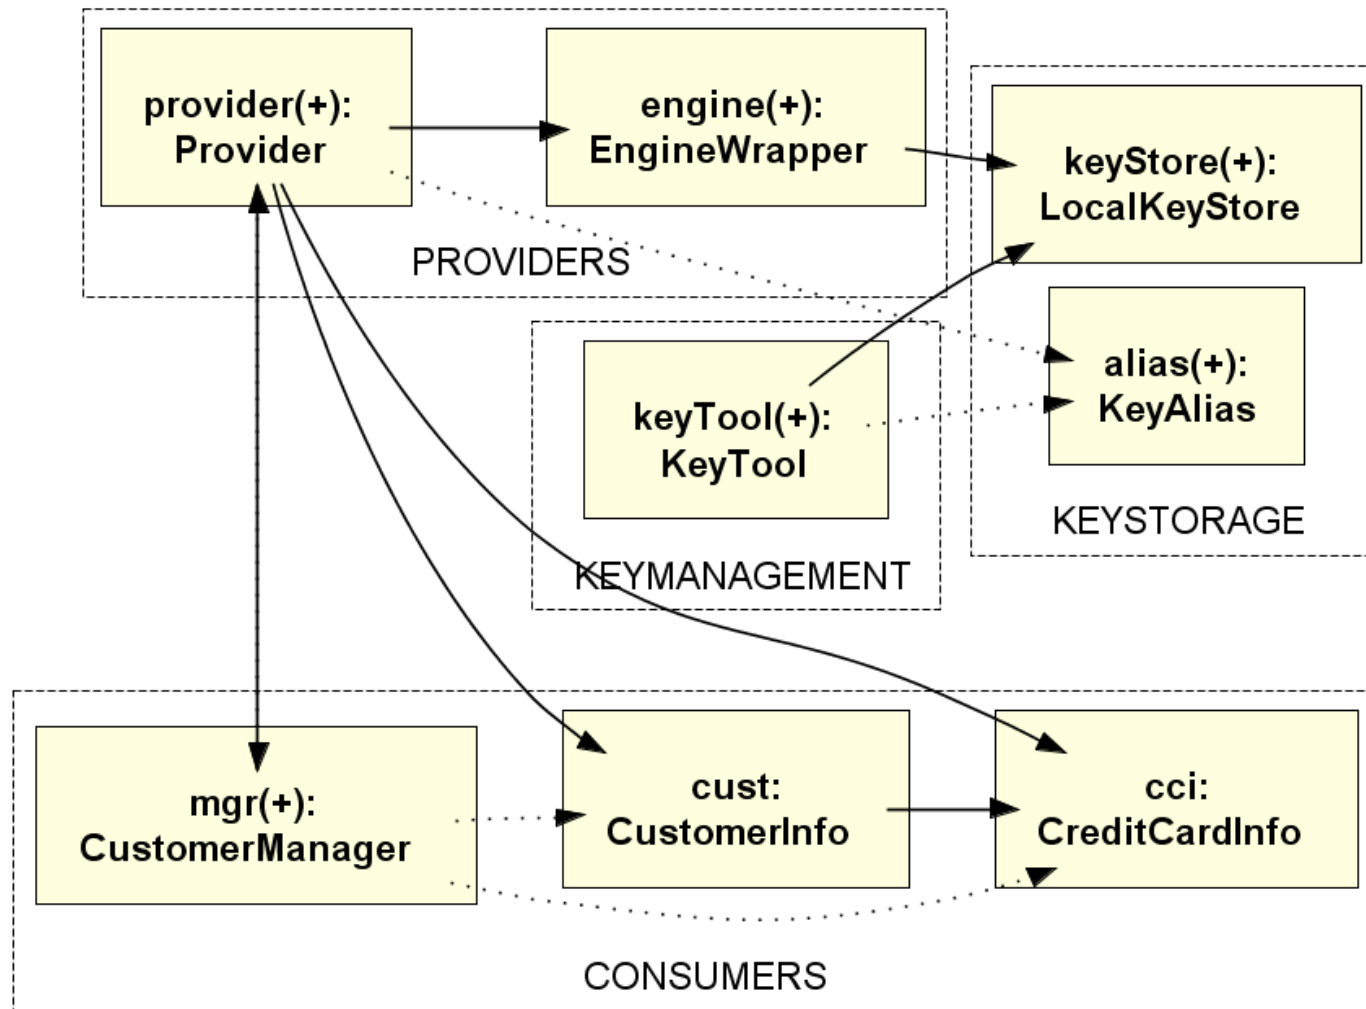 provider(+):
Provider
engine(+):
EngineWrapper
keyStore(+):
LocalKeyStore
PROVIDERS
alias(+):
KeyAlias
keyTool(+):
KeyTool
KEYSTORAGE
KEYMANAGEMENT
mgr(+):
CustomerManager
cust:
CustomerInfo
cci:
CreditCardInfo
CONSUMERS